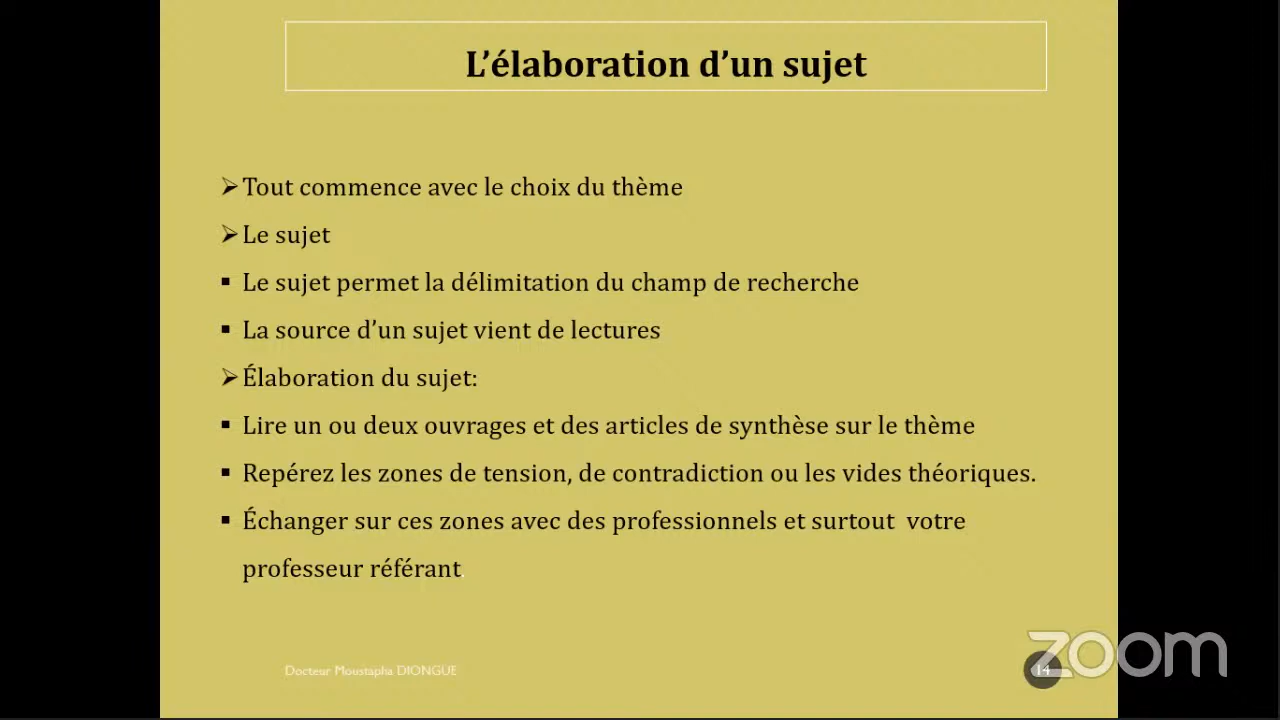 L’élaboration d’un sujet
➢Tout commence avec le choix du thème
➢Le sujet
▪ Le sujet permet la délimitation du champ de recherche
▪ La source d’un sujet vient de lectures
➢Élaboration du sujet:
▪ Lire un ou deux ouvrages et des articles de synthèse sur le thème
▪ Repérez les zones de tension, de contradiction ou les vides théoriques.
▪ Échanger sur ces zones avec des professionnels et surtout votre
professeur référant.
Docteur Moustapha DIONGUE
14
zoom